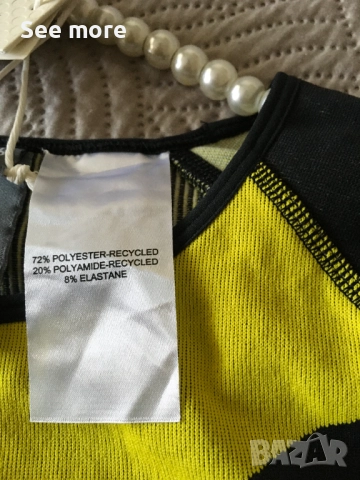 See more
72% POLYESTER-RECYCLED
20% POLYAMIDE-RECYCLED
8% ELASTANE
BAZAR